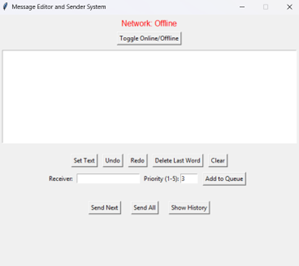 Message Editor and Sender System
Network: Offline
Toggle Online/Offline
Set Text Undo Redo Delete Last Word Clear
Receiver: Priority (1-5): 3 Add to Queue
Send Next Send All Show History